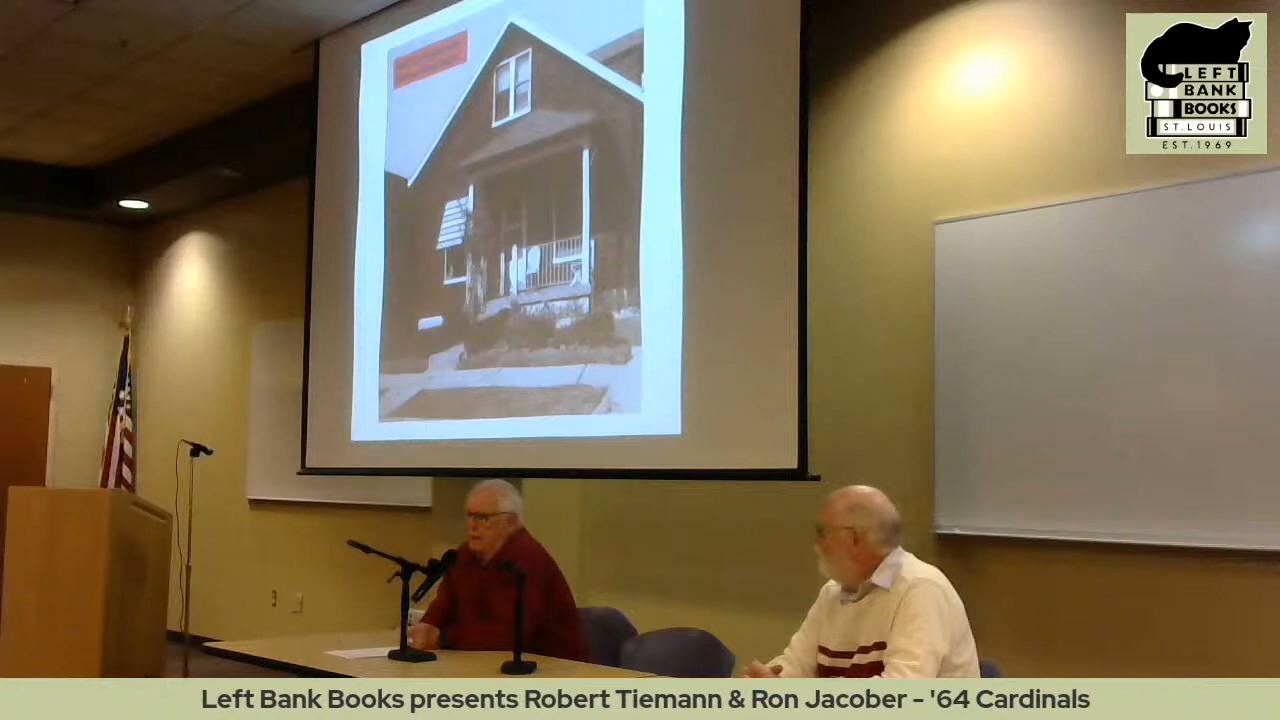 LEFT
BANK
BOOKS
ST. LOUIS
EST. 1969
Left Bank Books presents Robert Tiemann & Ron Jacober - '64 Cardinals